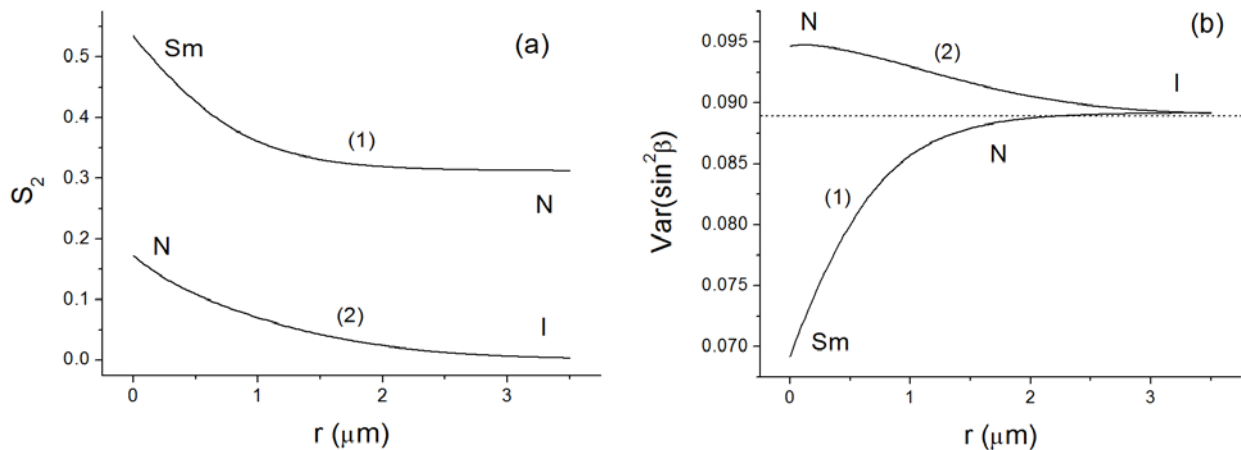 (a)
Sm
(1)
N
N
(2)
I
0.5
0.4
0.3
0.2
0.1
0.0
S₂
0
1
2
3
r (μm)
(b)
N
(2)
I
N
(1)
Sm
0.095
0.090
0.085
0.080
0.075
0.070
Var(sin²β)
0
1
2
3
r (μm)